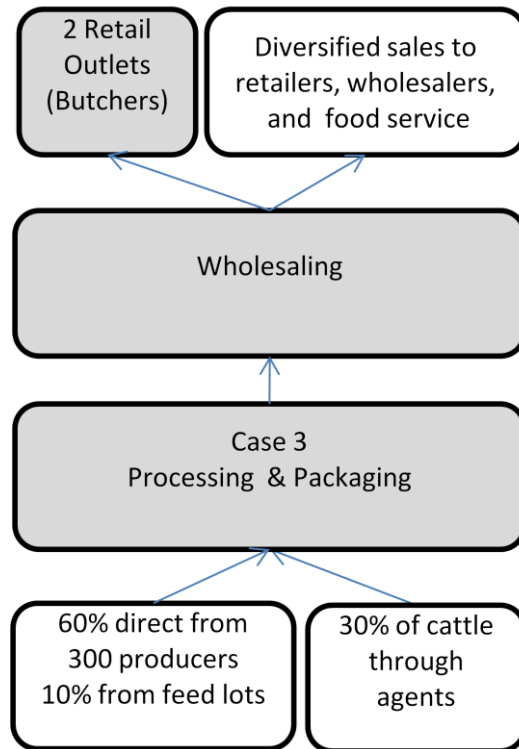 2 Retail
Outlets
(Butchers)
Diversified sales to
retailers, wholesalers,
and food service
Wholesaling
Case 3
Processing & Packaging
60% direct from
300 producers
10% from feed lots
30% of cattle
through
agents